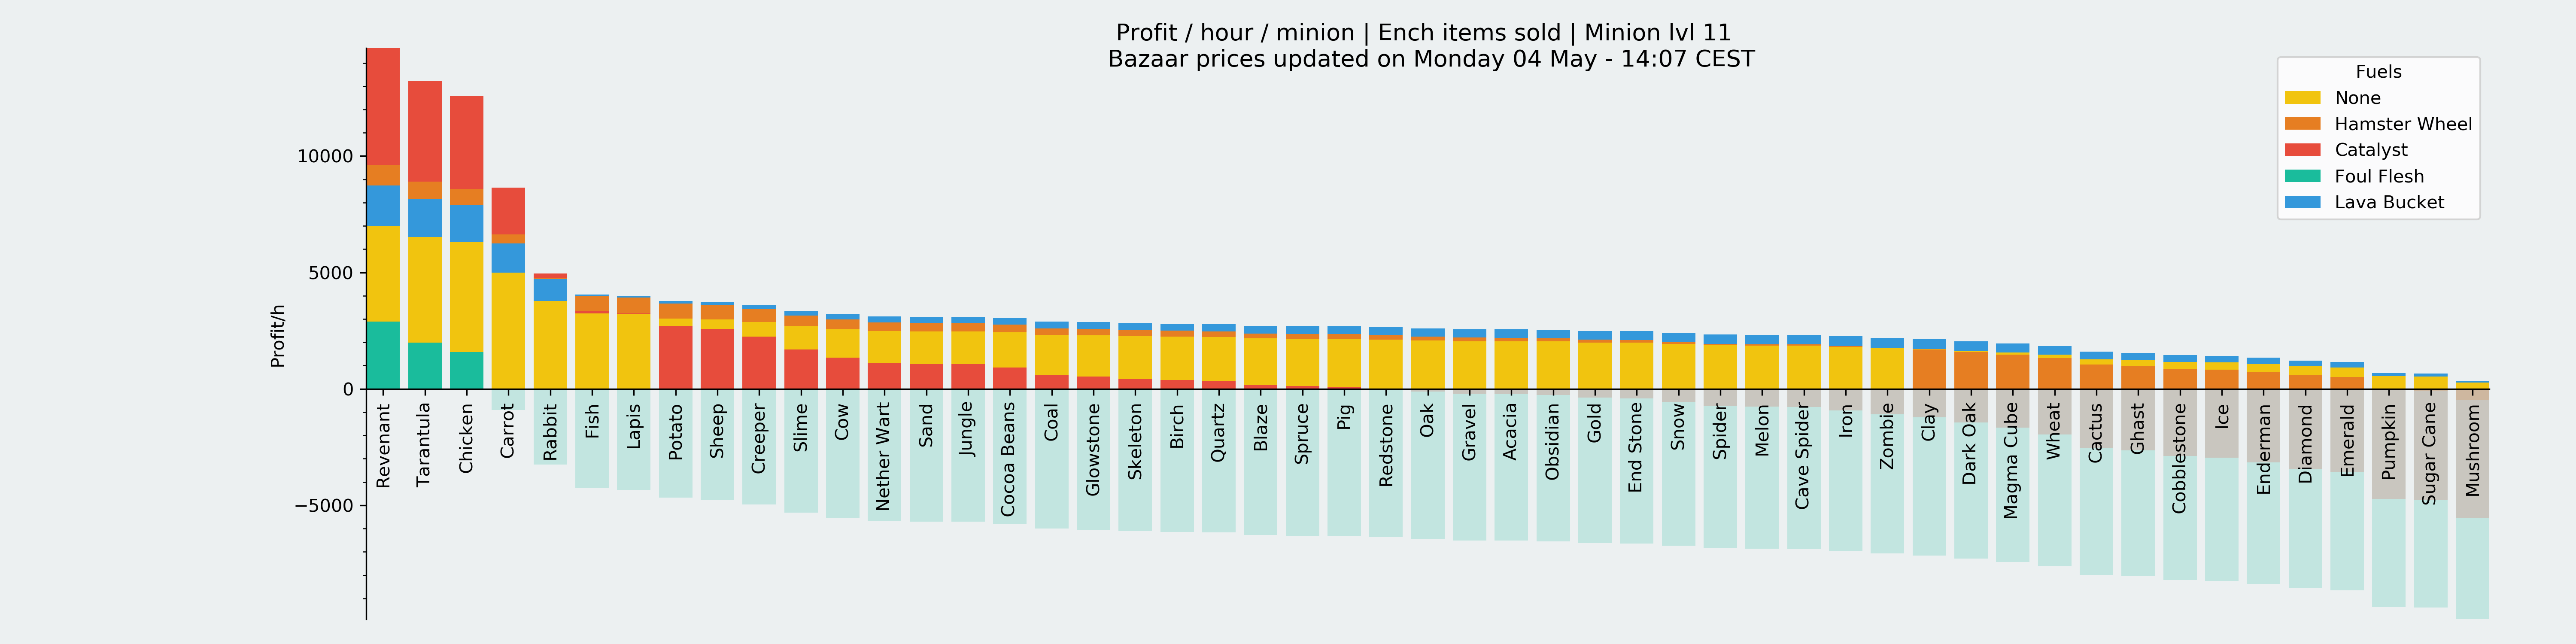 Profit / hour / minion | Ench items sold | Minion lvl 11
Bazaar prices updated on Monday 04 May - 14:07 CEST
Fuels
None
Hamster Wheel
Catalyst
Foul Flesh
Lava Bucket
Profit/h
10000
5000
0
−5000
Revenant
Tarantula
Chicken
Carrot
Rabbit
Fish
Lapis
Potato
Sheep
Creeper
Slime
Cow
Nether Wart
Sand
Jungle
Cocoa Beans
Coal
Glowstone
Skeleton
Birch
Quartz
Blaze
Spruce
Pig
Redstone
Oak
Gravel
Acacia
Obsidian
Gold
End Stone
Snow
Spider
Melon
Cave Spider
Iron
Zombie
Clay
Dark Oak
Magma Cube
Wheat
Cactus
Ghast
Cobblestone
Ice
Enderman
Diamond
Emerald
Pumpkin
Sugar Cane
Mushroom